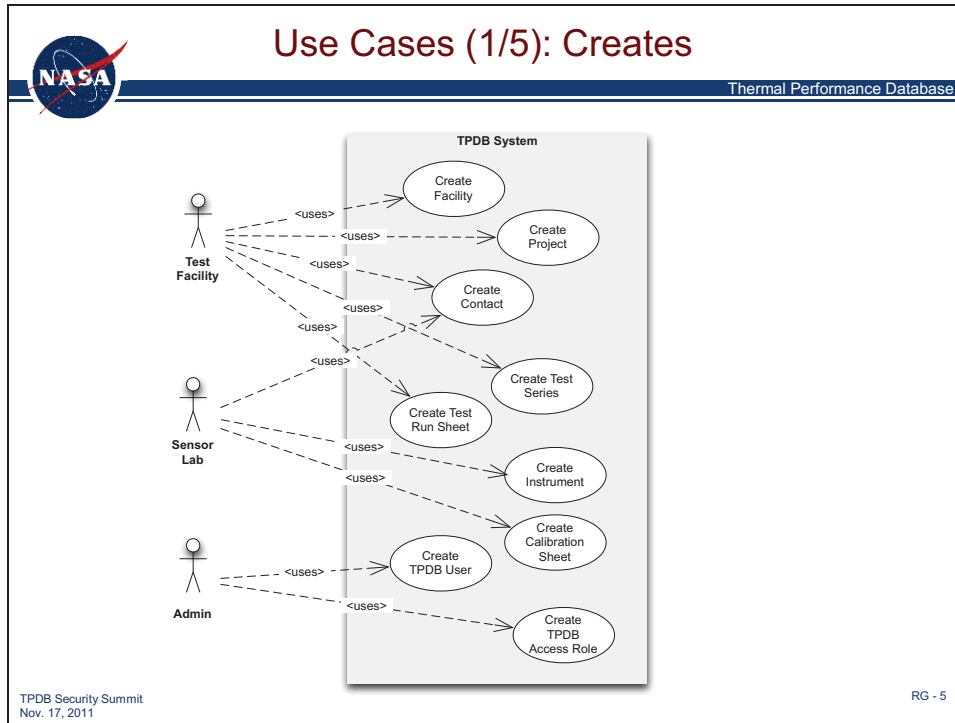 Use Cases (1/5): Creates
NASA
Thermal Performance Database
TPDB System
Create
Facility
<uses>
Create
Project
<uses>
Test
Facility
<uses>
Create
Contact
<uses>
<uses>
<uses>
Create Test
Series
Create Test
Run Sheet
Sensor
Lab
<uses>
Create
Instrument
<uses>
Create
Calibration
Sheet
Create
TPDB User
<uses>
Admin
<uses>
Create
TPDB
Access Role
TPDB Security Summit
Nov. 17, 2011
RG - 5